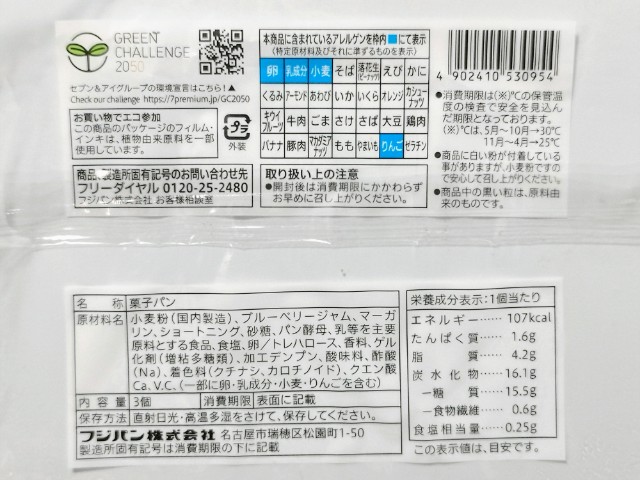 GREEN
CHALLENGE
2050
セブン&アイグループの環境宣言はこちら▲
Check our challenge https://7premium.jp/GC2050
お買い物でエコ参加
この商品のパッケージのフィルム・
インキは、植物由来原料を一部
使用しています。
プラ
外装
商品、製造所固有記号のお問い合わせ先
フリーダイヤル 0120-25-2480
フジパン株式会社 お客様相談室
本商品に含まれているアレルゲンを枠内■にて表示
(特定原材料及びそれに準ずるものを表示)
卵 乳成分 小麦 そば 落花生(ピーナッツ) えび かに
くるみ アーモンド あわび いか いくら オレンジ カシューナッツ
キウイフルーツ 牛肉 ごま さけ さば 大豆 鶏肉
バナナ 豚肉 マカダミアナッツ もも やまいも りんご ゼラチン
取り扱い上の注意
●開封後は消費期限にかかわらず
お早めに召し上がりください。
4 902410 530954
●消費期限は(※)℃の保管温
度の検査で安全を見込ん
だ期限となっております。
(※)℃は、5月~10月→30℃
11月~4月→25℃
●商品に白い粉が付着している
事がありますが、小麦粉ですの
で安心して召し上がりください。
●商品中の黒い粒は、原料由
来のものです。
名 称 菓子パン
原材料名 小麦粉(国内製造)、ブルーベリージャム、マーガ
リン、ショートニング、砂糖、パン酵母、乳等を主要
原料とする食品、食塩、卵/トレハロース、香料、ゲル
化剤(増粘多糖類)、加工デンプン、酸味料、酢酸
(Na)、着色料(クチナシ、カロチノイド)、クエン酸
Ca、V.C、(一部に卵・乳成分・小麦・りんごを含む)
内 容 量 3個 消費期限 表面に記載
保存方法 直射日光・高温多湿をさけて、保存してください。
フジパン株式会社 名古屋市瑞穂区松園町1-50
製造所固有記号は消費期限の下に記載
栄養成分表示:1個当たり
エネルギー……107kcal
たんぱく質……1.6g
脂 質……4.2g
炭水化物……16.1g
-糖 質……15.5g
-食物繊維……0.6g
食塩相当量……0.25g
この表示値は、目安です。